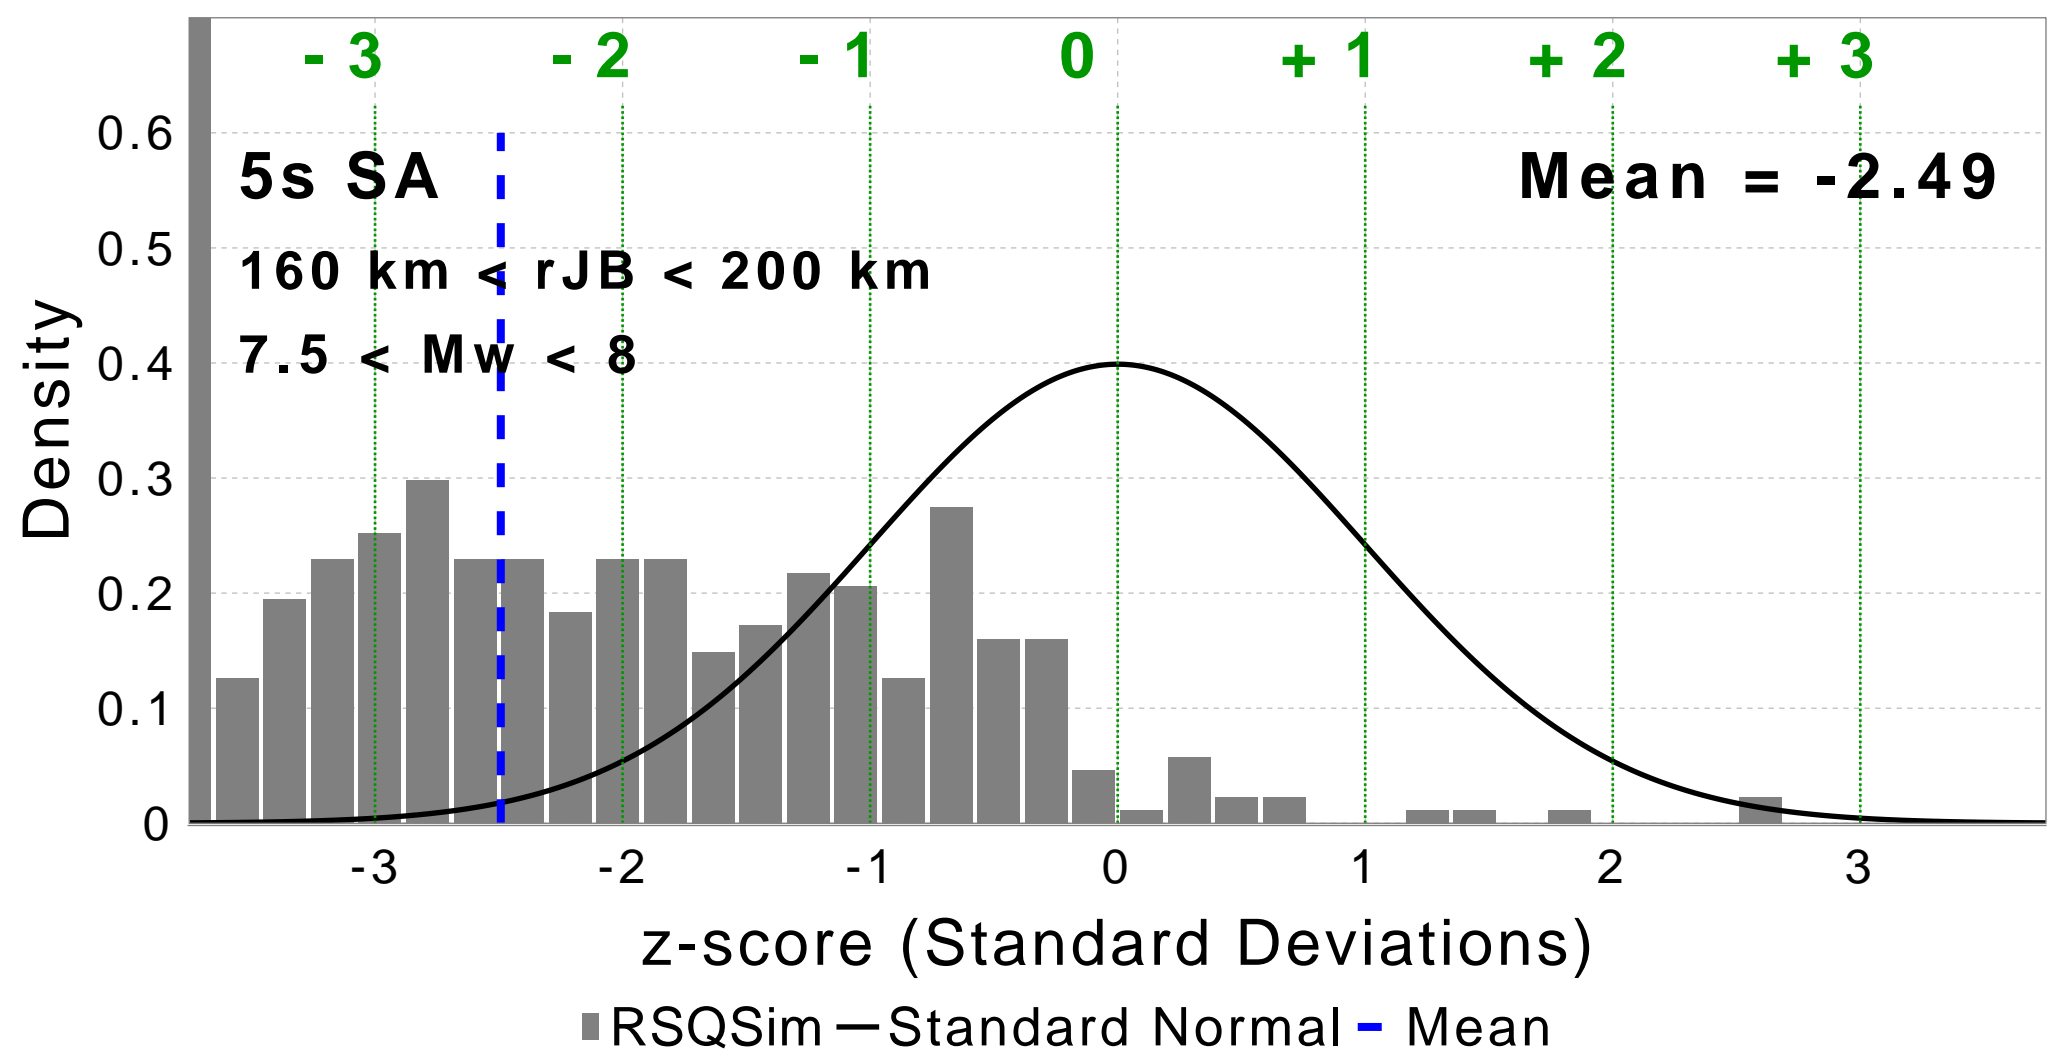 - 3 - 2 - 1 0 + 1 + 2 + 3
0.6
5s SA Mean = -2.49
0.5
160 km < rJB < 200 km
7.5 < Mw < 8
0.4
Density
0.3
0.2
0.1
0
-3 -2 -1 0 1 2 3
z-score (Standard Deviations)
RSQSim Standard Normal Mean